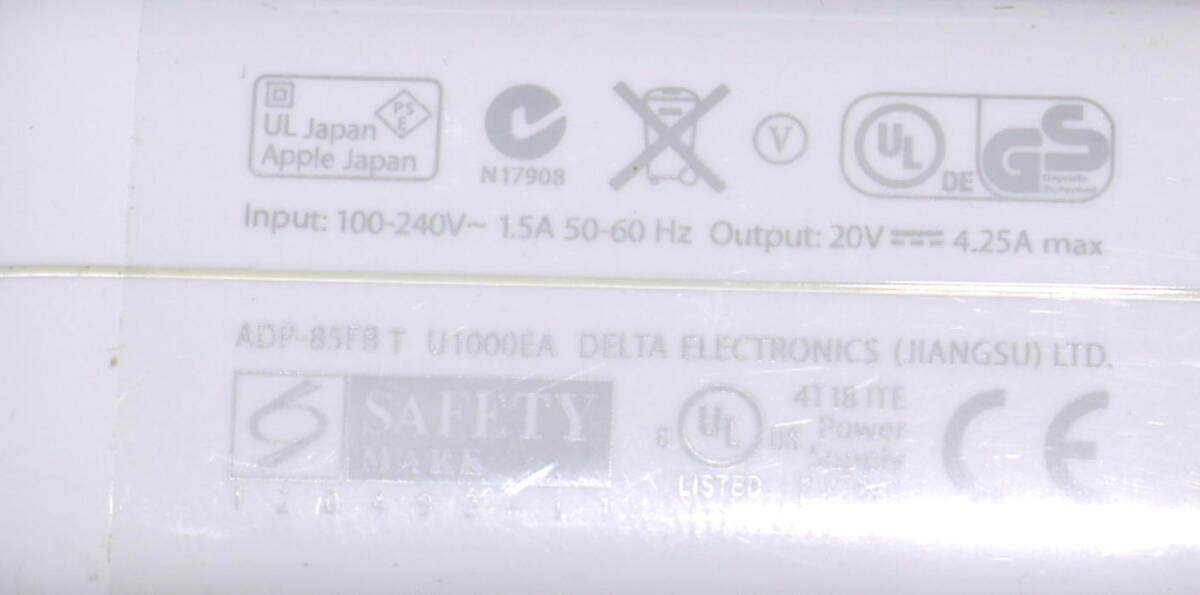 UL Japan
Apple Japan
PS
E
N17908
V
UL
DE
GS
Input: 100-240V~ 1.5A 50-60 Hz Output: 20V⎓ 4.25A max
ADP-85FB T U1000EA DELTA ELECTRONICS (JIANGSU) LTD.
SAFETY
MARK
C UL US
LISTED
4T18 ITE
Power
Supply
CE